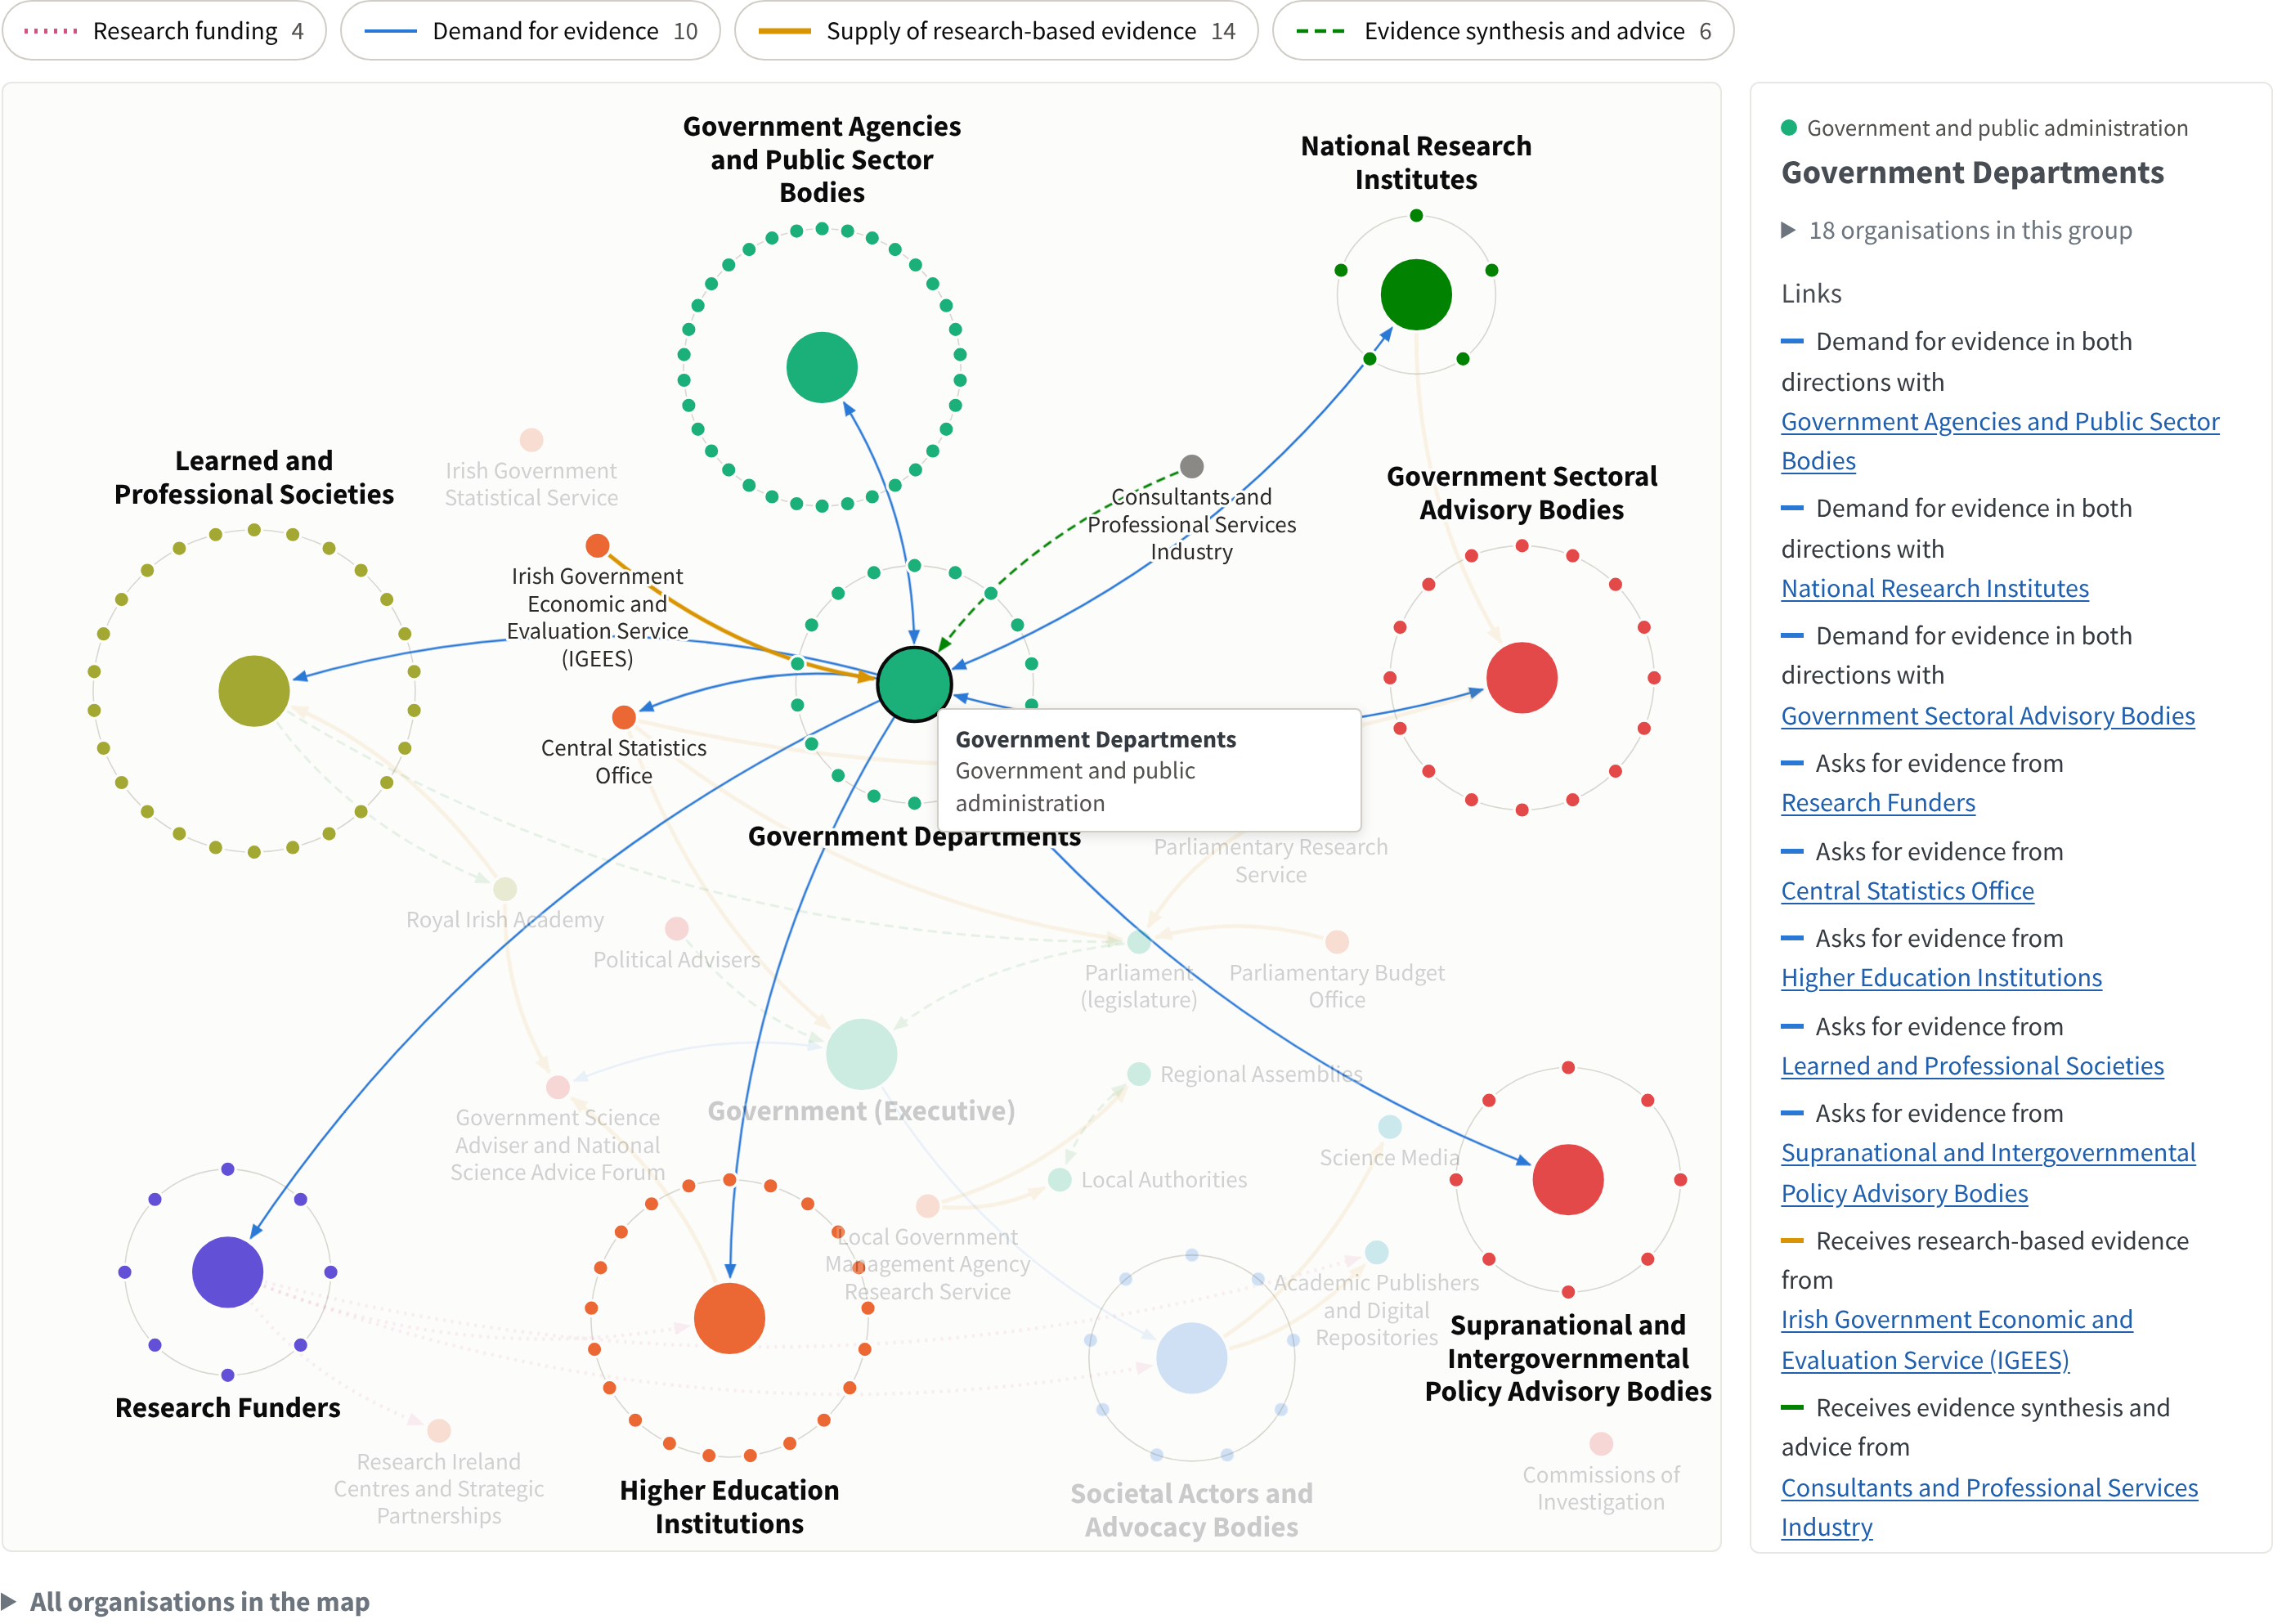 Research funding 4
Demand for evidence 10
Supply of research-based evidence 14
Evidence synthesis and advice 6
Government Agencies
and Public Sector
Bodies
National Research
Institutes
Learned and
Professional Societies
Irish Government
Statistical Service
Consultants and
Professional Services
Industry
Government Sectoral
Advisory Bodies
Irish Government
Economic and
Evaluation Service
(IGEES)
Central Statistics
Office
Government Departments
Government and public
administration
Government Departments
Parliamentary Research
Service
Royal Irish Academy
Political Advisers
Parliament
(legislature)
Parliamentary Budget
Office
Government (Executive)
Regional Assemblies
Government Science
Adviser and National
Science Advice Forum
Science Media
Local Authorities
Local Government
Management Agency
Research Service
Academic Publishers
and Digital
Repositories
Supranational and
Intergovernmental
Policy Advisory Bodies
Research Funders
Research Ireland
Centres and Strategic
Partnerships
Higher Education
Institutions
Societal Actors and
Advocacy Bodies
Commissions of
Investigation
Government and public administration
Government Departments
18 organisations in this group
Links
Demand for evidence in both
directions with
Government Agencies and Public Sector
Bodies
Demand for evidence in both
directions with
National Research Institutes
Demand for evidence in both
directions with
Government Sectoral Advisory Bodies
Asks for evidence from
Research Funders
Asks for evidence from
Central Statistics Office
Asks for evidence from
Higher Education Institutions
Asks for evidence from
Learned and Professional Societies
Asks for evidence from
Supranational and Intergovernmental
Policy Advisory Bodies
Receives research-based evidence
from
Irish Government Economic and
Evaluation Service (IGEES)
Receives evidence synthesis and
advice from
Consultants and Professional Services
Industry
All organisations in the map